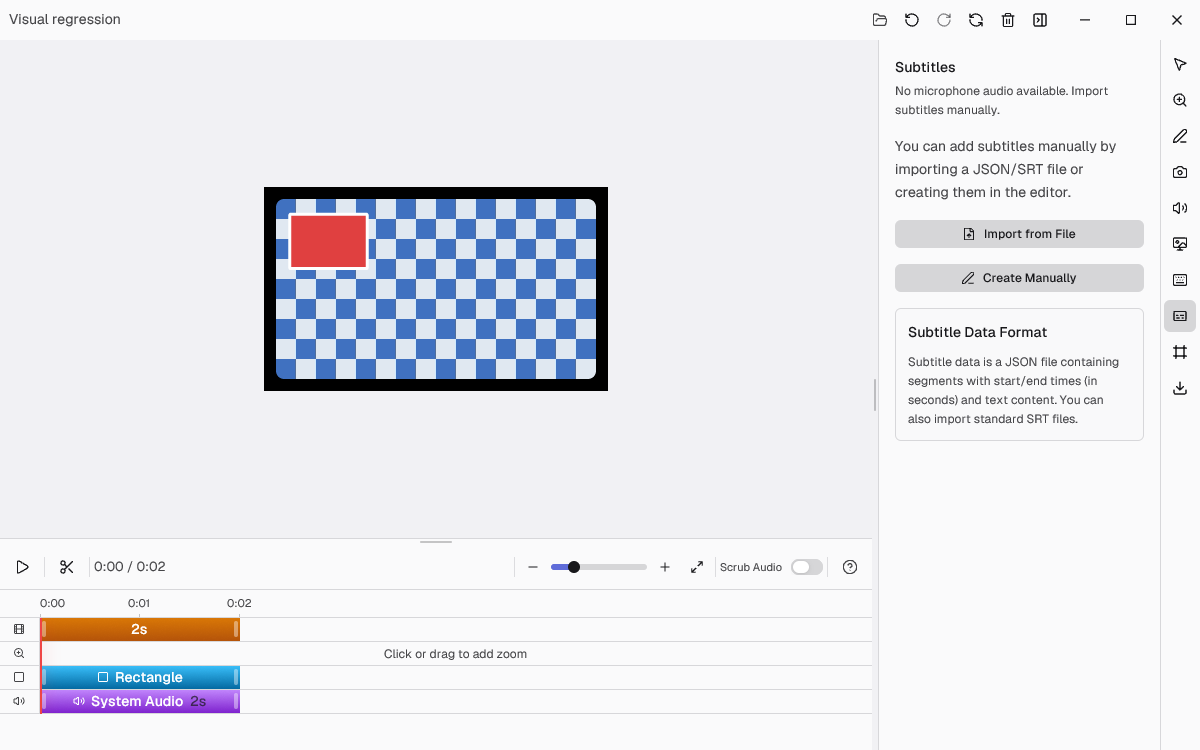 Visual regression
Subtitles
No microphone audio available. Import
subtitles manually.
You can add subtitles manually by
importing a JSON/SRT file or
creating them in the editor.
Import from File
Create Manually
Subtitle Data Format
Subtitle data is a JSON file containing
segments with start/end times (in
seconds) and text content. You can
also import standard SRT files.
0:00 / 0:02
Scrub Audio
0:00 0:01 0:02
2s
Click or drag to add zoom
Rectangle
System Audio 2s